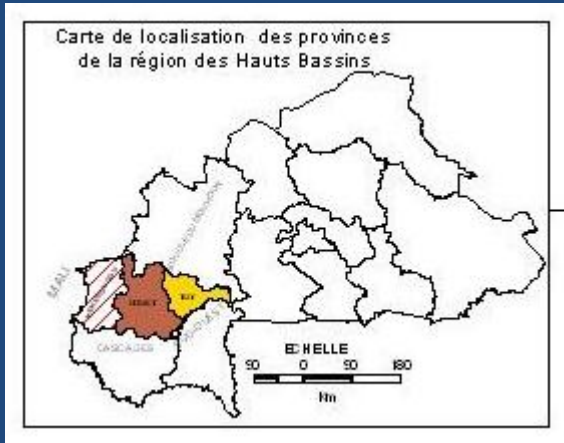 Carte de localisation des provinces
de la région des Hauts Bassins
MALI
TUY
CASCADES
ECHELLE
90 0 90 180
Km